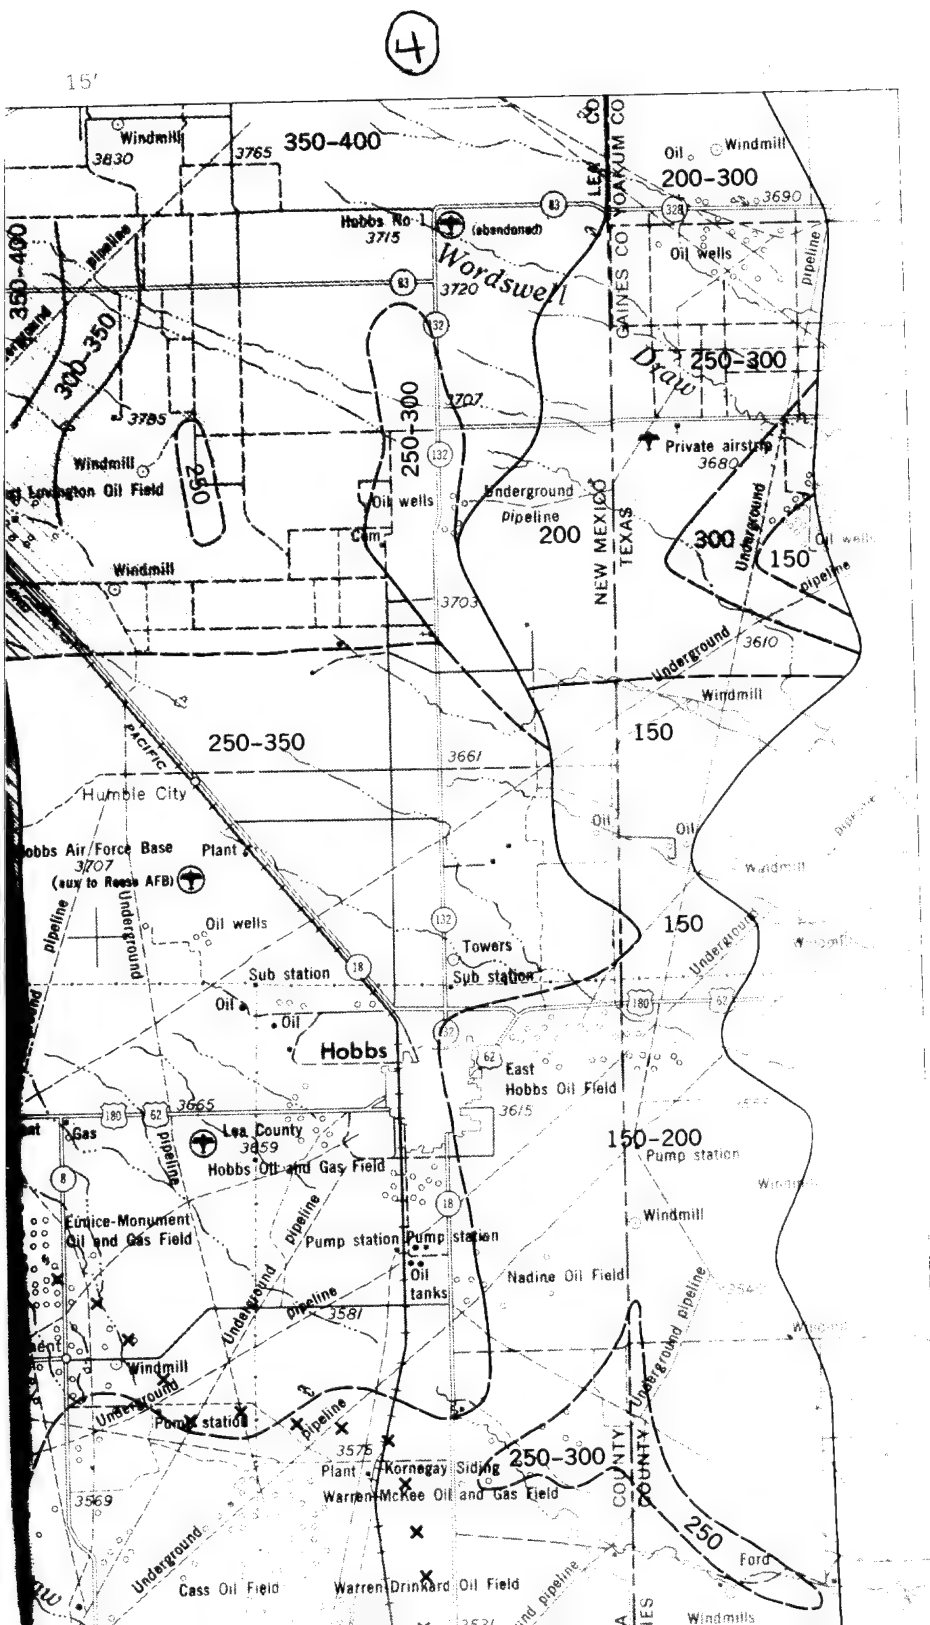 4
15'
Windmill
3830
3765
350-400
Oil
Windmill
200-300
3690
LEA CO
YOAKUM CO
83
328
Hobbs No 1
3715
(abandoned)
Oil wells
pipeline
pipeline
350-400
Wordswell
83
3720
GAINES CO
132
300-350
Draw
250-300
3707
3785
250-300
Windmill
250
132
Private airstrip
3680
Lovington Oil Field
Oil wells
Underground
pipeline
200
NEW MEXICO
TEXAS
300
Underground
150
Oil wells
pipeline
Windmill
3703
Underground
3610
Windmill
PACIFIC
250-350
150
3661
Humble City
Oil
Oil
pipeline
Hobbs Air Force Base
3707
(aux to Reese AFB)
Plant
Windmill
pipeline
Underground
Oil wells
132
150
Underground
Towers
18
Sub station
Sub station
Oil
Oil
180
62
Hobbs
132
62
East
Hobbs Oil Field
180
62
3665
3615
Gas
Lea County
3659
Hobbs Oil and Gas Field
pipeline
150-200
Pump station
8
18
Windmill
Eunice-Monument
Oil and Gas Field
pipeline
Pump station
Pump station
Oil
tanks
Nadine Oil Field
Underground
pipeline
3581
Underground pipeline
Windmill
Underground
Pump station
pipeline
3575
Plant
Kornegay Siding
250-300
COUNTY
COUNTY
Warren-McKee Oil and Gas Field
3569
250
Ford
Underground
Cass Oil Field
Warren-Drinkard Oil Field
pipeline
3531
Windmills